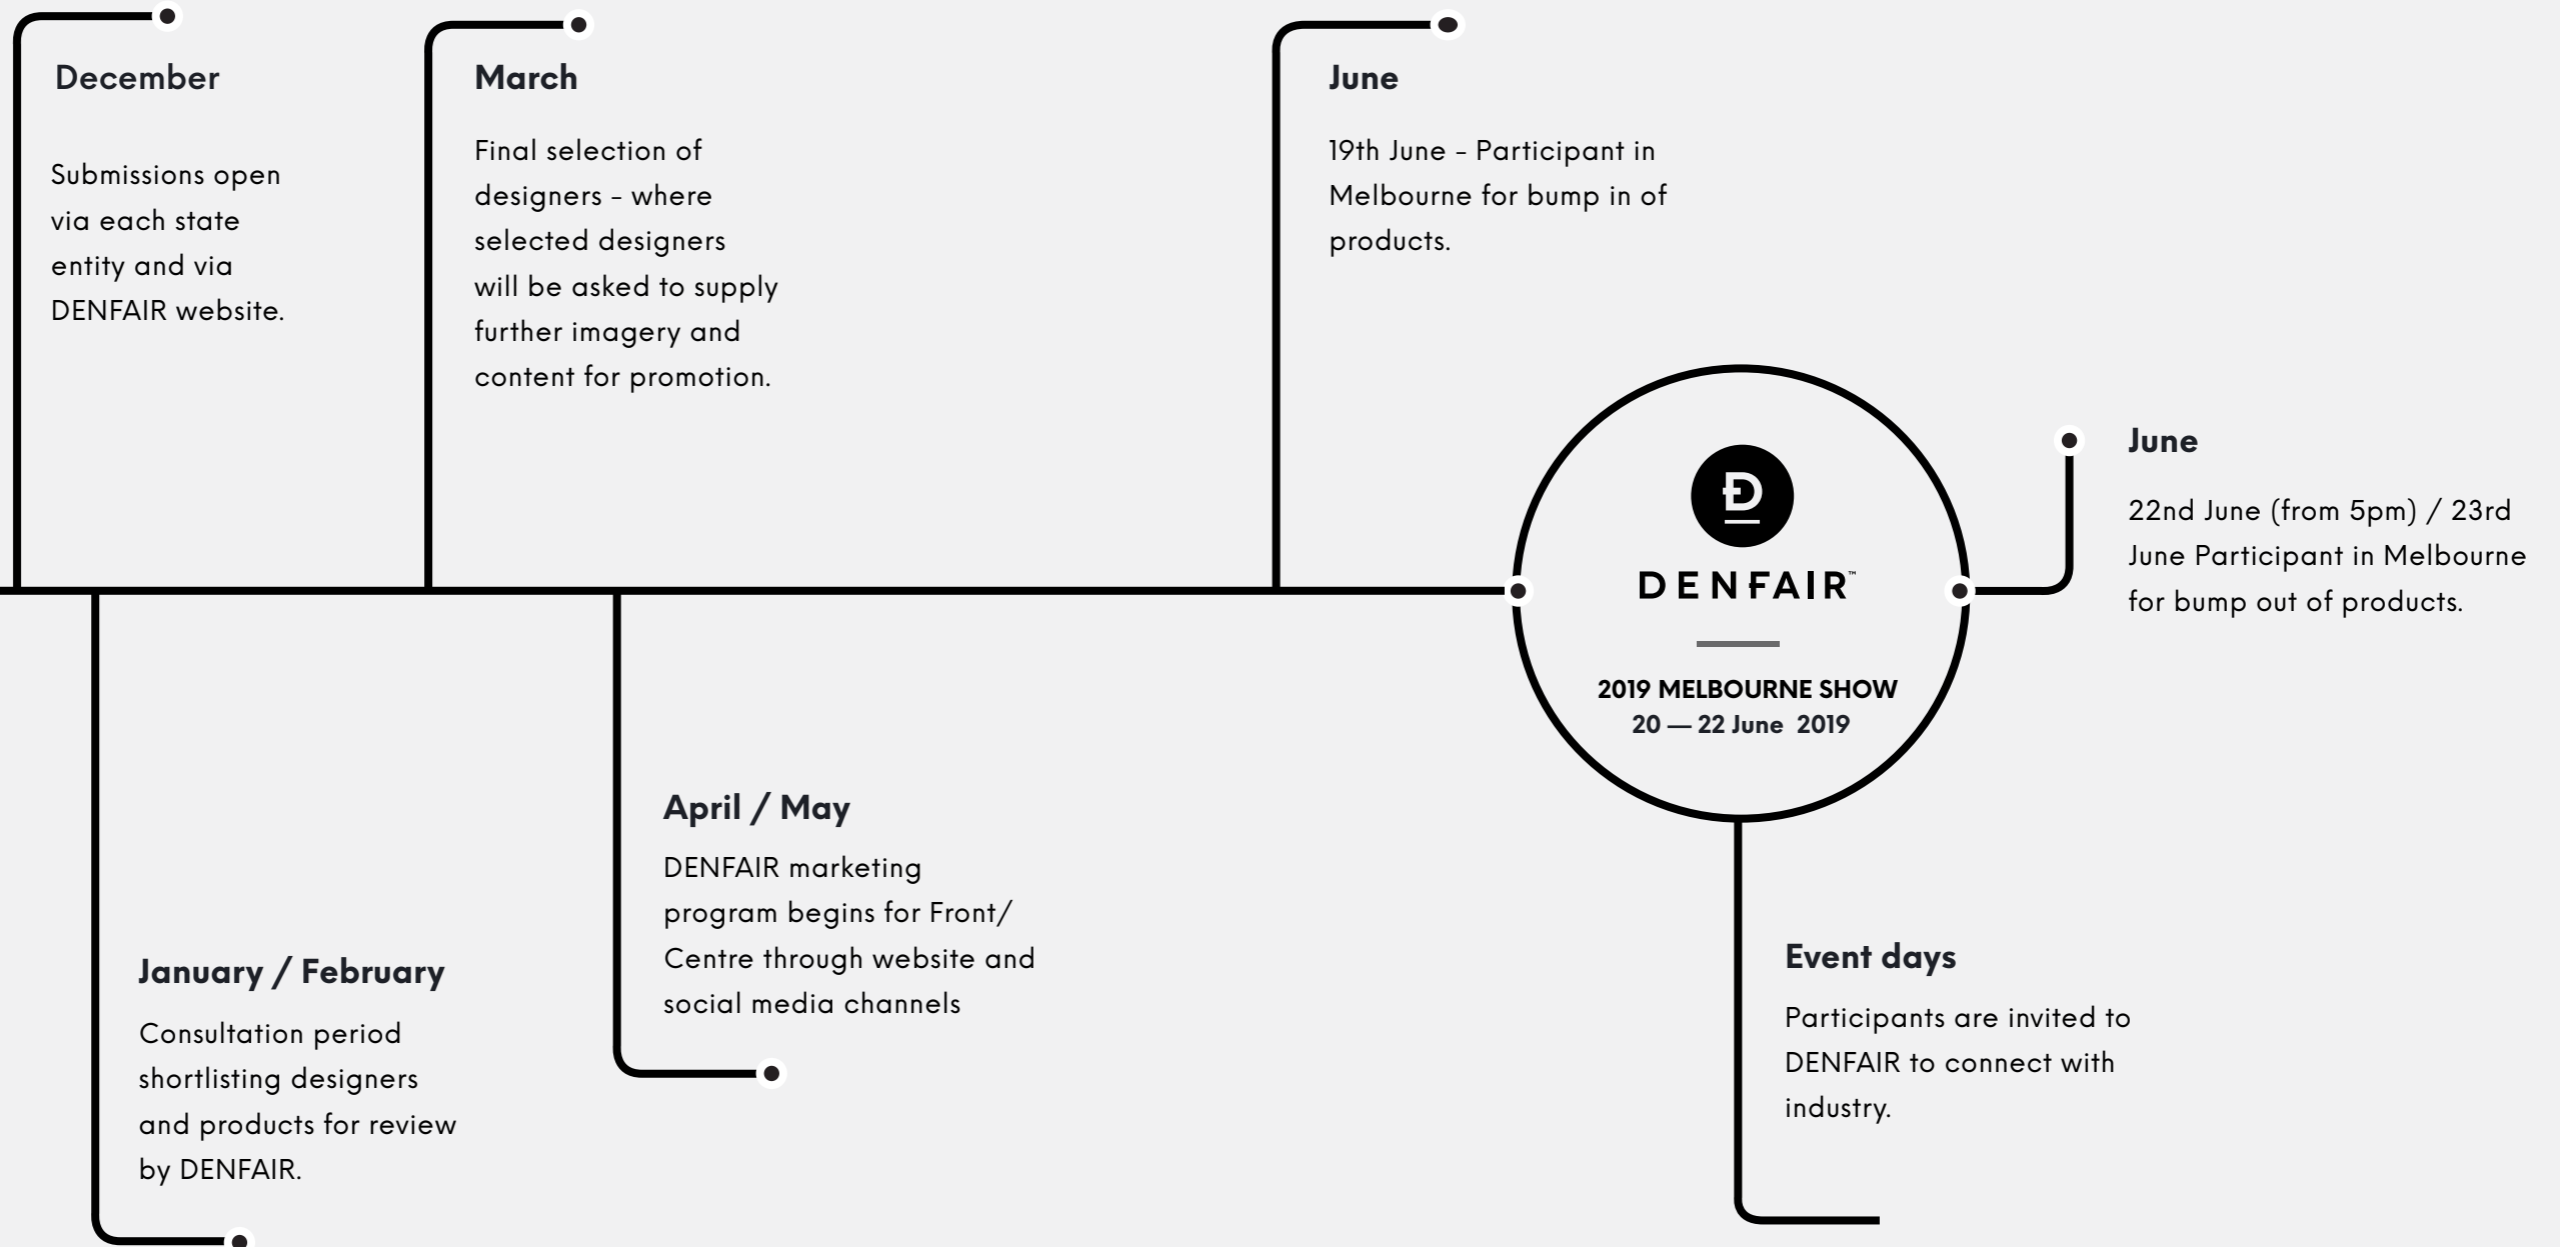 December
Submissions open
via each state
entity and via
DENFAIR website.
March
Final selection of
designers - where
selected designers
will be asked to supply
further imagery and
content for promotion.
June
19th June - Participant in
Melbourne for bump in of
products.
January / February
Consultation period
shortlisting designers
and products for review
by DENFAIR.
April / May
DENFAIR marketing
program begins for Front/
Centre through website and
social media channels
D
DENFAIR™
2019 MELBOURNE SHOW
20 — 22 June 2019
June
22nd June (from 5pm) / 23rd
June Participant in Melbourne
for bump out of products.
Event days
Participants are invited to
DENFAIR to connect with
industry.